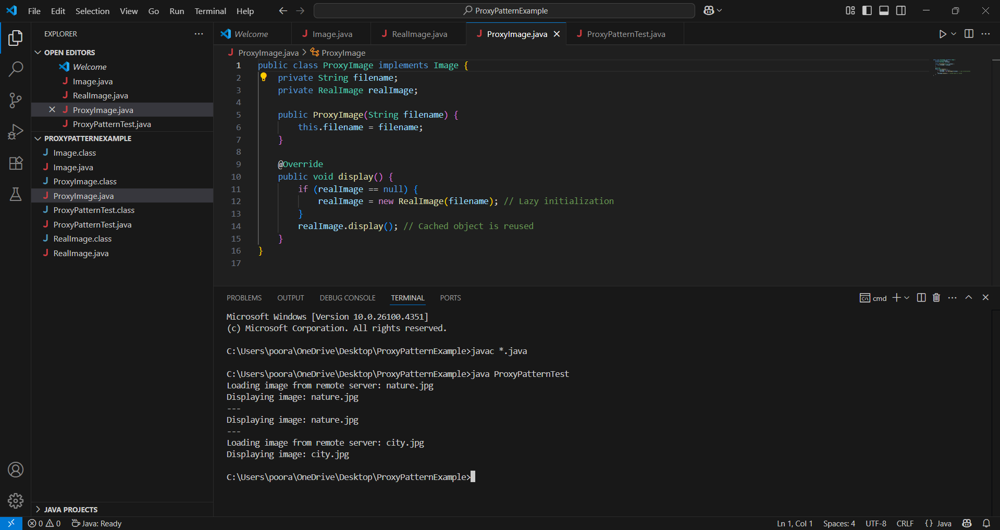 File Edit Selection View Go Run Terminal Help
ProxyPatternExample
EXPLORER
OPEN EDITORS
Welcome
Image.java
RealImage.java
ProxyImage.java
ProxyPatternTest.java
PROXYPATTERNEXAMPLE
Image.class
Image.java
ProxyImage.class
ProxyImage.java
ProxyPatternTest.class
ProxyPatternTest.java
RealImage.class
RealImage.java
JAVA PROJECTS
Welcome Image.java RealImage.java ProxyImage.java ProxyPatternTest.java
ProxyImage.java > ProxyImage
1 public class ProxyImage implements Image {
2     private String filename;
3     private RealImage realImage;
4
5     public ProxyImage(String filename) {
6         this.filename = filename;
7     }
8
9     @Override
10     public void display() {
11         if (realImage == null) {
12             realImage = new RealImage(filename); // Lazy initialization
13         }
14         realImage.display(); // Cached object is reused
15     }
16 }
17
PROBLEMS OUTPUT DEBUG CONSOLE TERMINAL PORTS
cmd
Microsoft Windows [Version 10.0.26100.4351]
(c) Microsoft Corporation. All rights reserved.
C:\Users\poora\OneDrive\Desktop\ProxyPatternExample>javac *.java
C:\Users\poora\OneDrive\Desktop\ProxyPatternExample>java ProxyPatternTest
Loading image from remote server: nature.jpg
Displaying image: nature.jpg
---
Displaying image: nature.jpg
---
Loading image from remote server: city.jpg
Displaying image: city.jpg
C:\Users\poora\OneDrive\Desktop\ProxyPatternExample>
0 0 Java: Ready
Ln 1, Col 1 Spaces: 4 UTF-8 CRLF {} Java